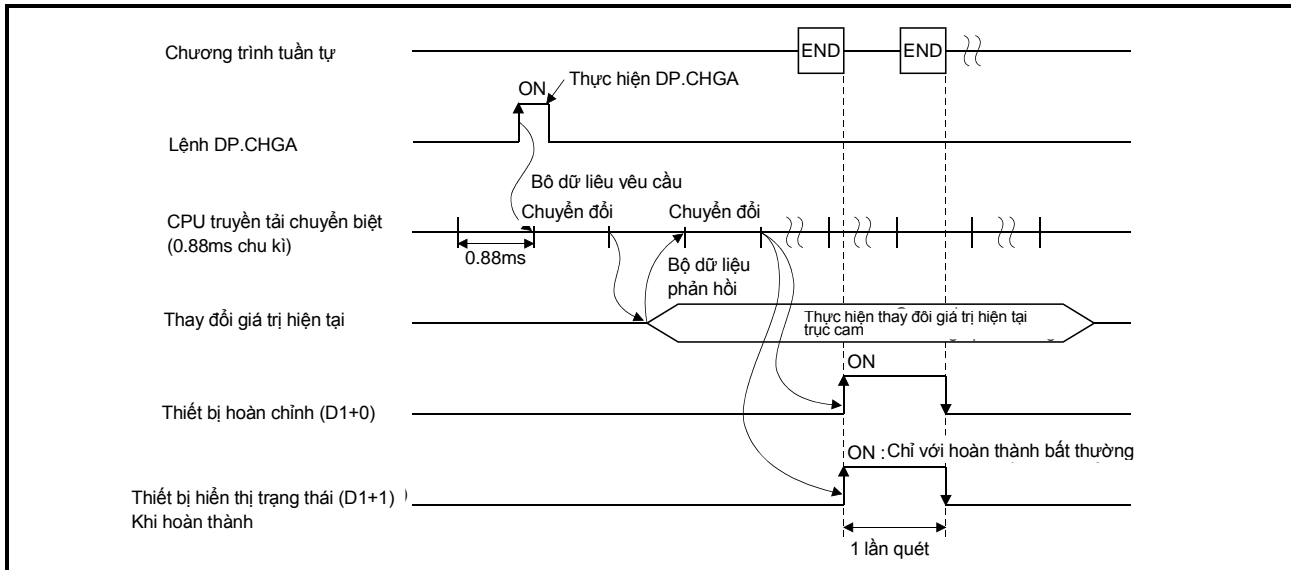 Chương trình tuần tự
END
END
Thực hiện DP.CHGA
ON
Lệnh DP.CHGA
Bô dữ liêu yêu cầu
CPU truyền tải chuyển biệt
(0.88ms chu kì)
Chuyển đổi
Chuyển đổi
0.88ms
Bộ dữ liệu
phản hồi
Thay đổi giá trị hiện tại
Thực hiện thay đôi giá trị hiện tại
trục cam
ON
Thiết bị hoàn chỉnh (D1+0)
ON : Chỉ với hoàn thành bất thường
Thiết bị hiển thị trạng thái (D1+1)
Khi hoàn thành
1 lần quét